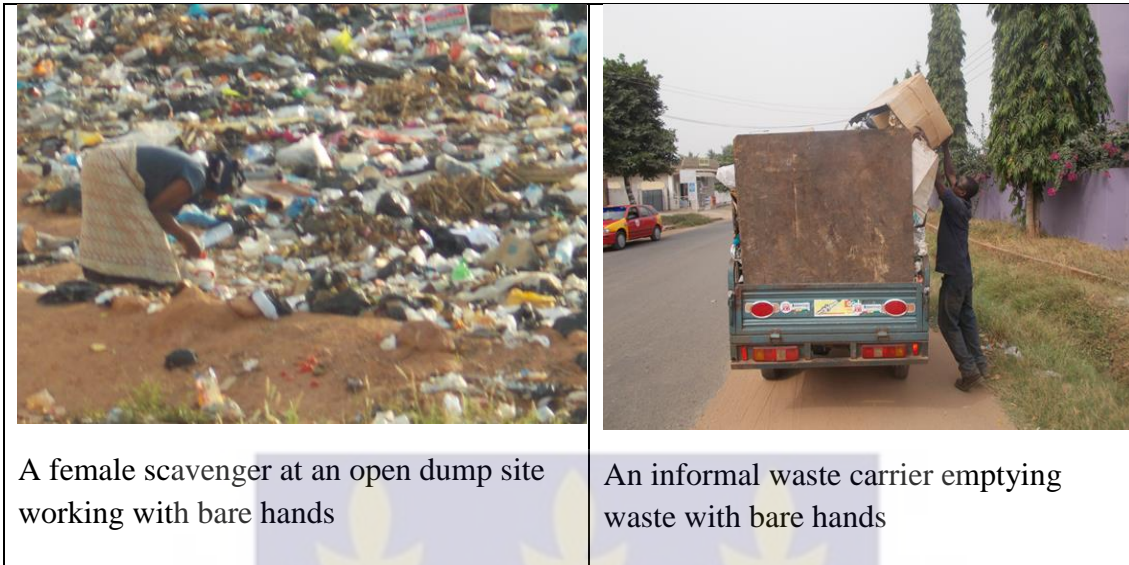 A female scavenger at an open dump site
working with bare hands
An informal waste carrier emptying
waste with bare hands